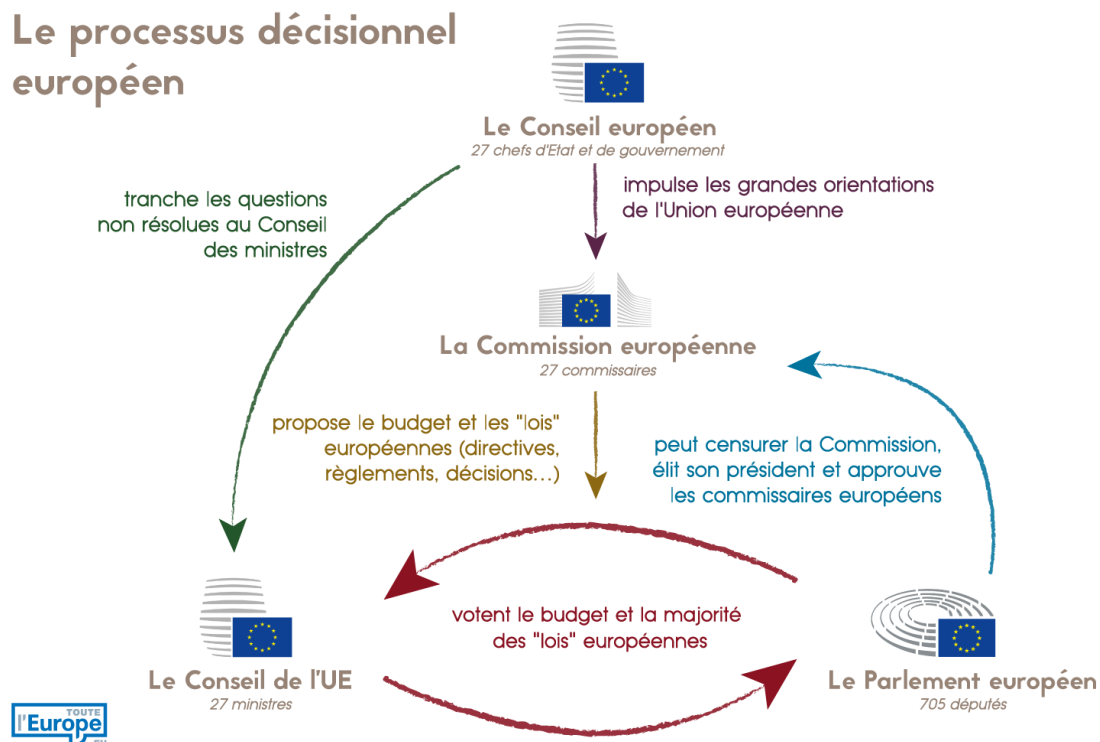 Le processus décisionnel
européen
Le Conseil européen
27 chefs d'Etat et de gouvernement
tranche les questions
non résolues au Conseil
des ministres
impulse les grandes orientations
de l'Union européenne
La Commission européenne
27 commissaires
propose le budget et les "lois"
européennes (directives,
règlements, décisions...)
peut censurer la Commission,
élit son président et approuve
les commissaires européens
votent le budget et la majorité
des "lois" européennes
Le Conseil de l'UE
27 ministres
Le Parlement européen
705 députés
TOUTE
l'Europe